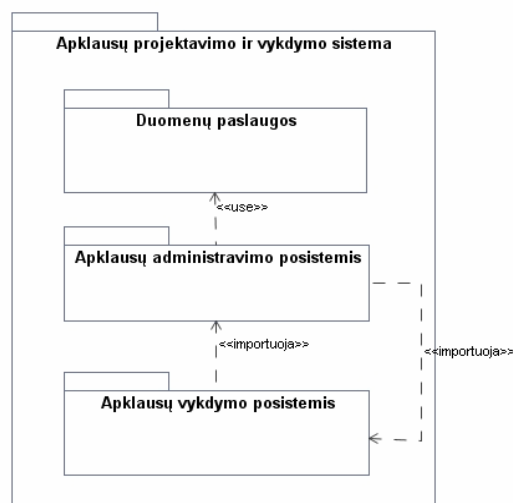 Apklausų projektavimo ir vykdymo sistema
Duomenų paslaugos
<<use>>
Apklausų administravimo posistemis
<<importuoja>>
<<importuoja>>
Apklausų vykdymo posistemis